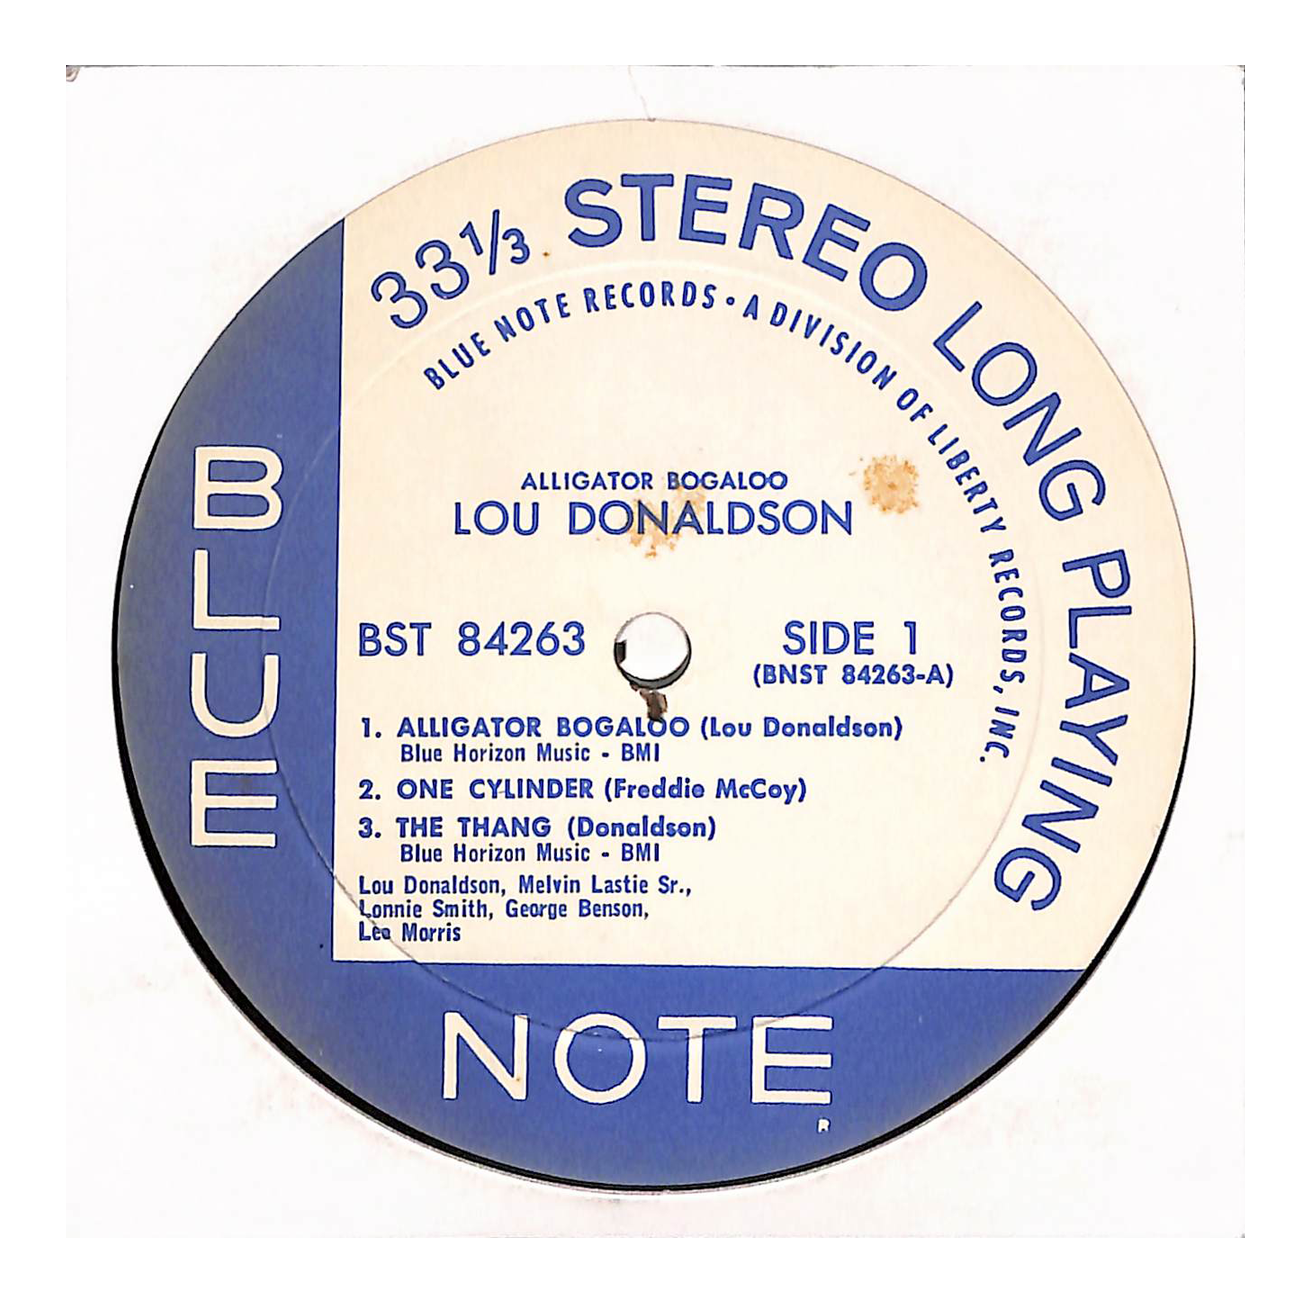 33 1/3 STEREO LONG PLAYING
BLUE NOTE RECORDS • A DIVISION OF LIBERTY RECORDS, INC.
ALLIGATOR BOGALOO
LOU DONALDSON
BST 84263
SIDE 1
(BNST 84263-A)
1. ALLIGATOR BOGALOO (Lou Donaldson)
Blue Horizon Music - BMI
2. ONE CYLINDER (Freddie McCoy)
3. THE THANG (Donaldson)
Blue Horizon Music - BMI
Lou Donaldson, Melvin Lastie Sr.,
Lonnie Smith, George Benson,
Leo Morris
BLUE
NOTE
R